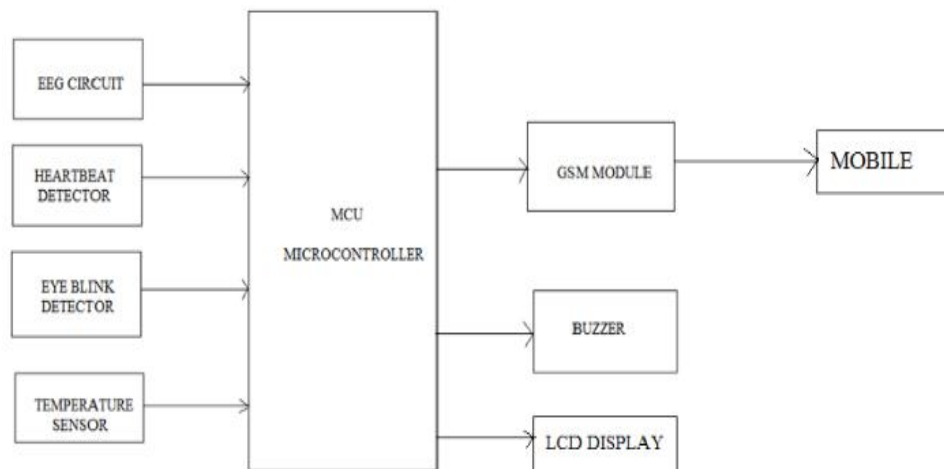 EEG CIRCUIT
HEARTBEAT
DETECTOR
EYE BLINK
DETECTOR
TEMPERATURE
SENSOR
MCU
MICROCONTROLLER
GSM MODULE
MOBILE
BUZZER
LCD DISPLAY